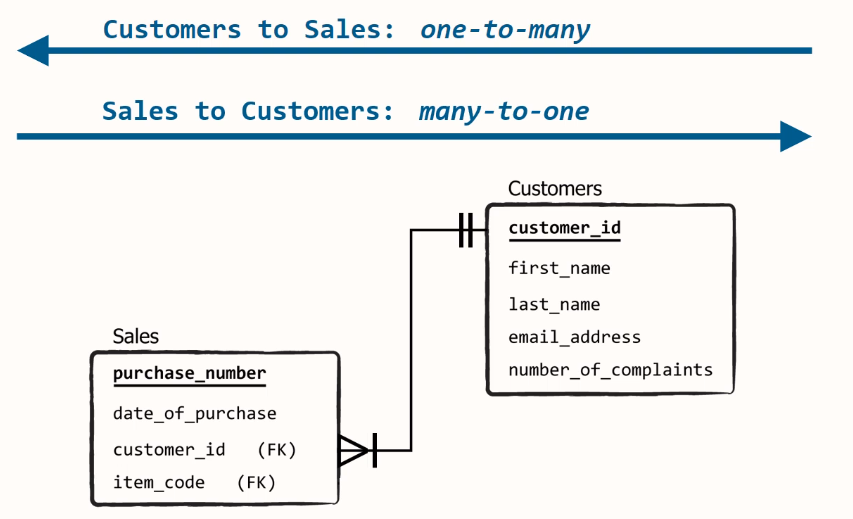 Customers to Sales: one-to-many
Sales to Customers: many-to-one
Customers
customer_id
first_name
last_name
email_address
number_of_complaints
Sales
purchase_number
date_of_purchase
customer_id (FK)
item_code (FK)